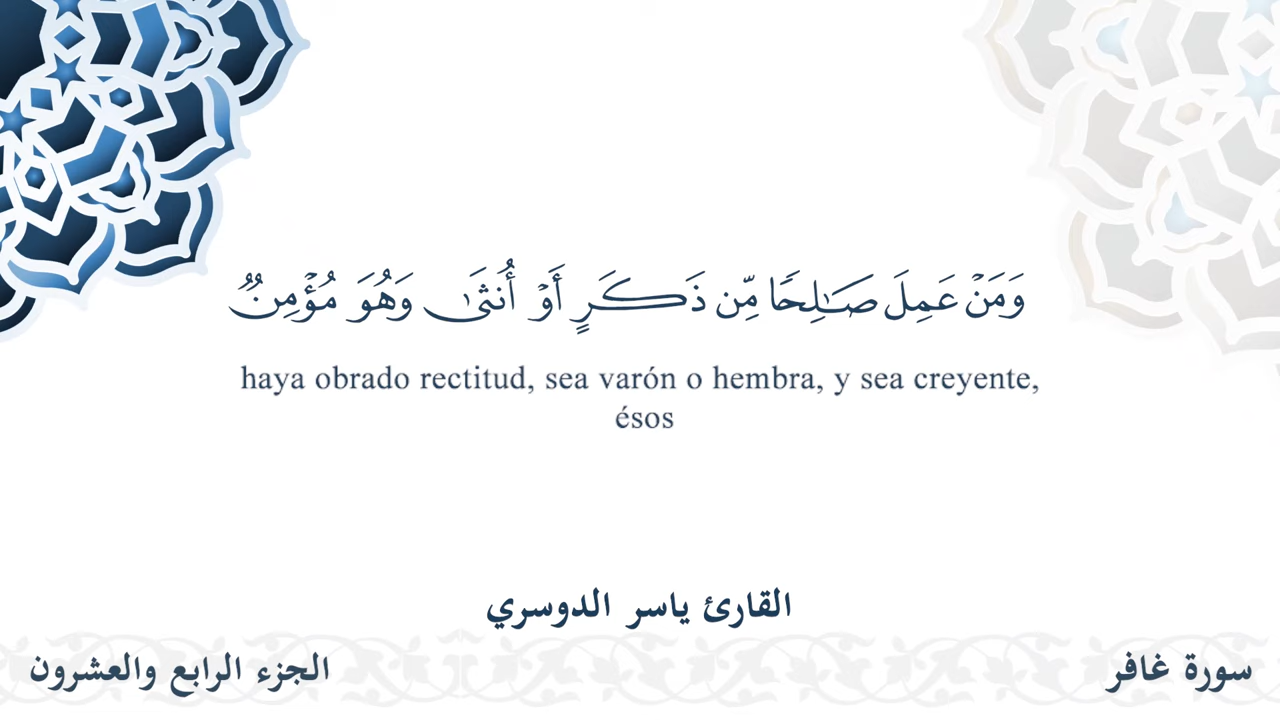 وَمَنۡ عَمِلَ صَـٰلِحࣰا مِّن ذَكَرٍ أَوۡ أُنثَىٰ وَهُوَ مُؤۡمِنࣱ
haya obrado rectitud, sea varón o hembra, y sea creyente,
ésos
القارئ ياسر الدوسري
سورة غافر
الجزء الرابع والعشرون